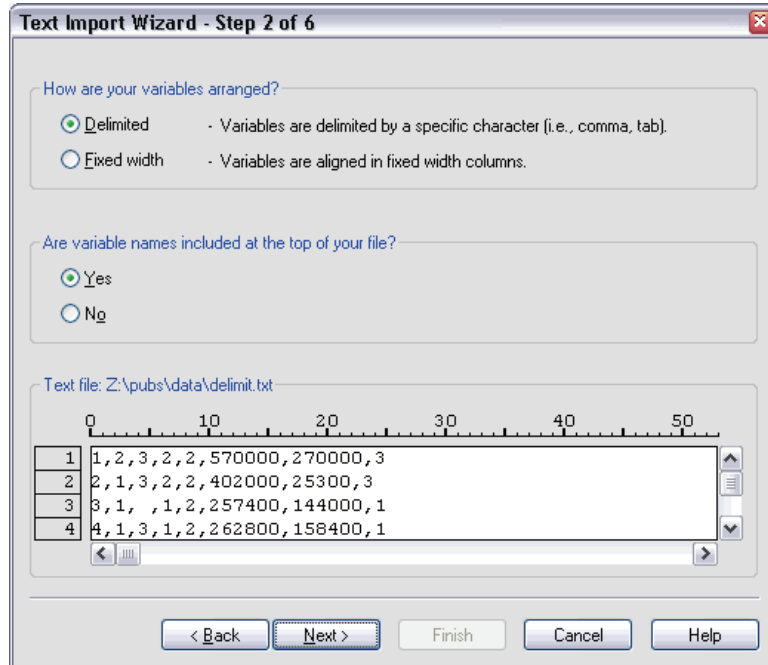 Text Import Wizard - Step 2 of 6
How are your variables arranged?
Delimited - Variables are delimited by a specific character (i.e., comma, tab).
Fixed width - Variables are aligned in fixed width columns.
Are variable names included at the top of your file?
Yes
No
Text file: Z:\pubs\data\delimit.txt
0 10 20 30 40 50
1 1,2,3,2,2,570000,270000,3
2 2,1,3,2,2,402000,25300,3
3 3,1, ,1,2,257400,144000,1
4 4,1,3,1,2,262800,158400,1
< Back Next > Finish Cancel Help